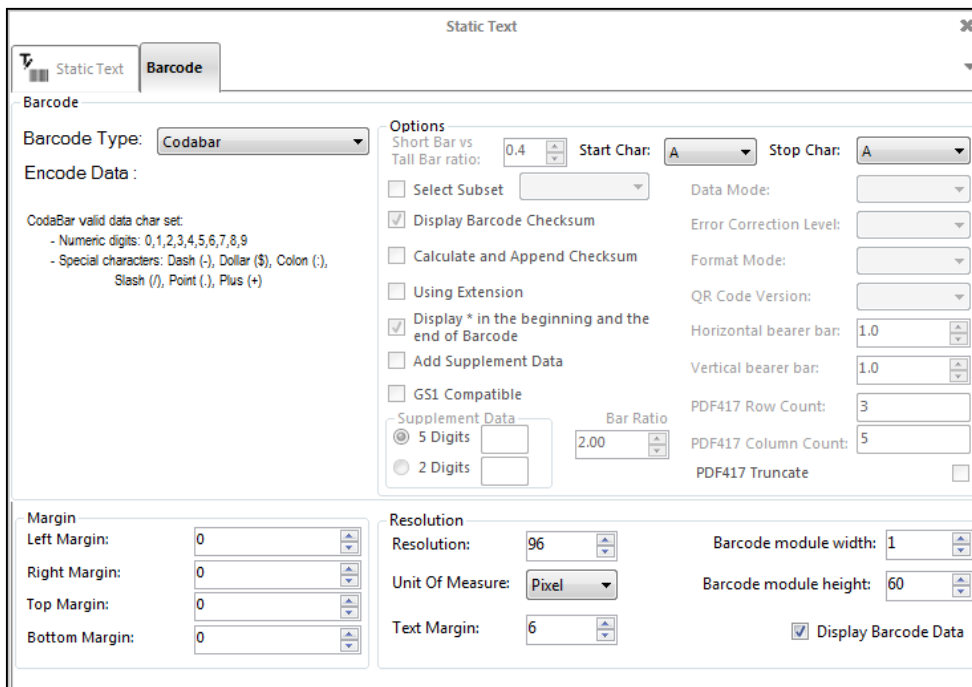 Static Text
Static Text
Barcode
Barcode
Barcode Type:
Codabar
Encode Data :
CodaBar valid data char set:
- Numeric digits: 0,1,2,3,4,5,6,7,8,9
- Special characters: Dash (-), Dollar ($), Colon (:),
Slash (/), Point (.), Plus (+)
Options
Short Bar vs
Tall Bar ratio:
0.4
Start Char:
A
Stop Char:
A
Select Subset
Display Barcode Checksum
Calculate and Append Checksum
Using Extension
Display * in the beginning and the
end of Barcode
Add Supplement Data
GS1 Compatible
Supplement Data
5 Digits
2 Digits
Bar Ratio
2.00
Data Mode:
Error Correction Level:
Format Mode:
QR Code Version:
Horizontal bearer bar:
1.0
Vertical bearer bar:
1.0
PDF417 Row Count:
3
PDF417 Column Count:
5
PDF417 Truncate
Margin
Left Margin:
0
Right Margin:
0
Top Margin:
0
Bottom Margin:
0
Resolution
Resolution:
96
Unit Of Measure:
Pixel
Text Margin:
6
Barcode module width:
1
Barcode module height:
60
Display Barcode Data